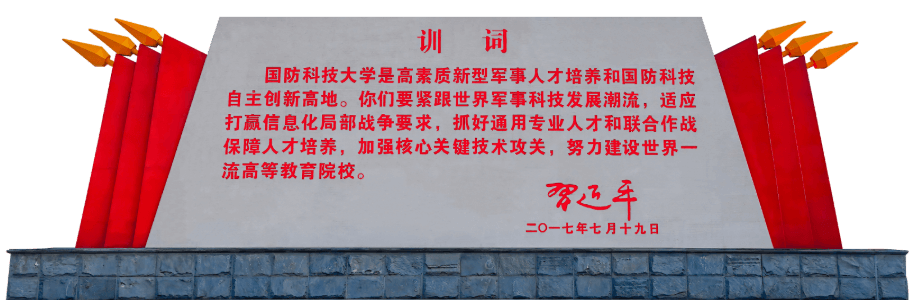 训 词
国防科技大学是高素质新型军事人才培养和国防科技
自主创新高地。你们要紧跟世界军事科技发展潮流，适应
打赢信息化局部战争要求，抓好通用专业人才和联合作战
保障人才培养，加强核心关键技术攻关，努力建设世界一
流高等教育院校。
习近平
二〇一七年七月十九日